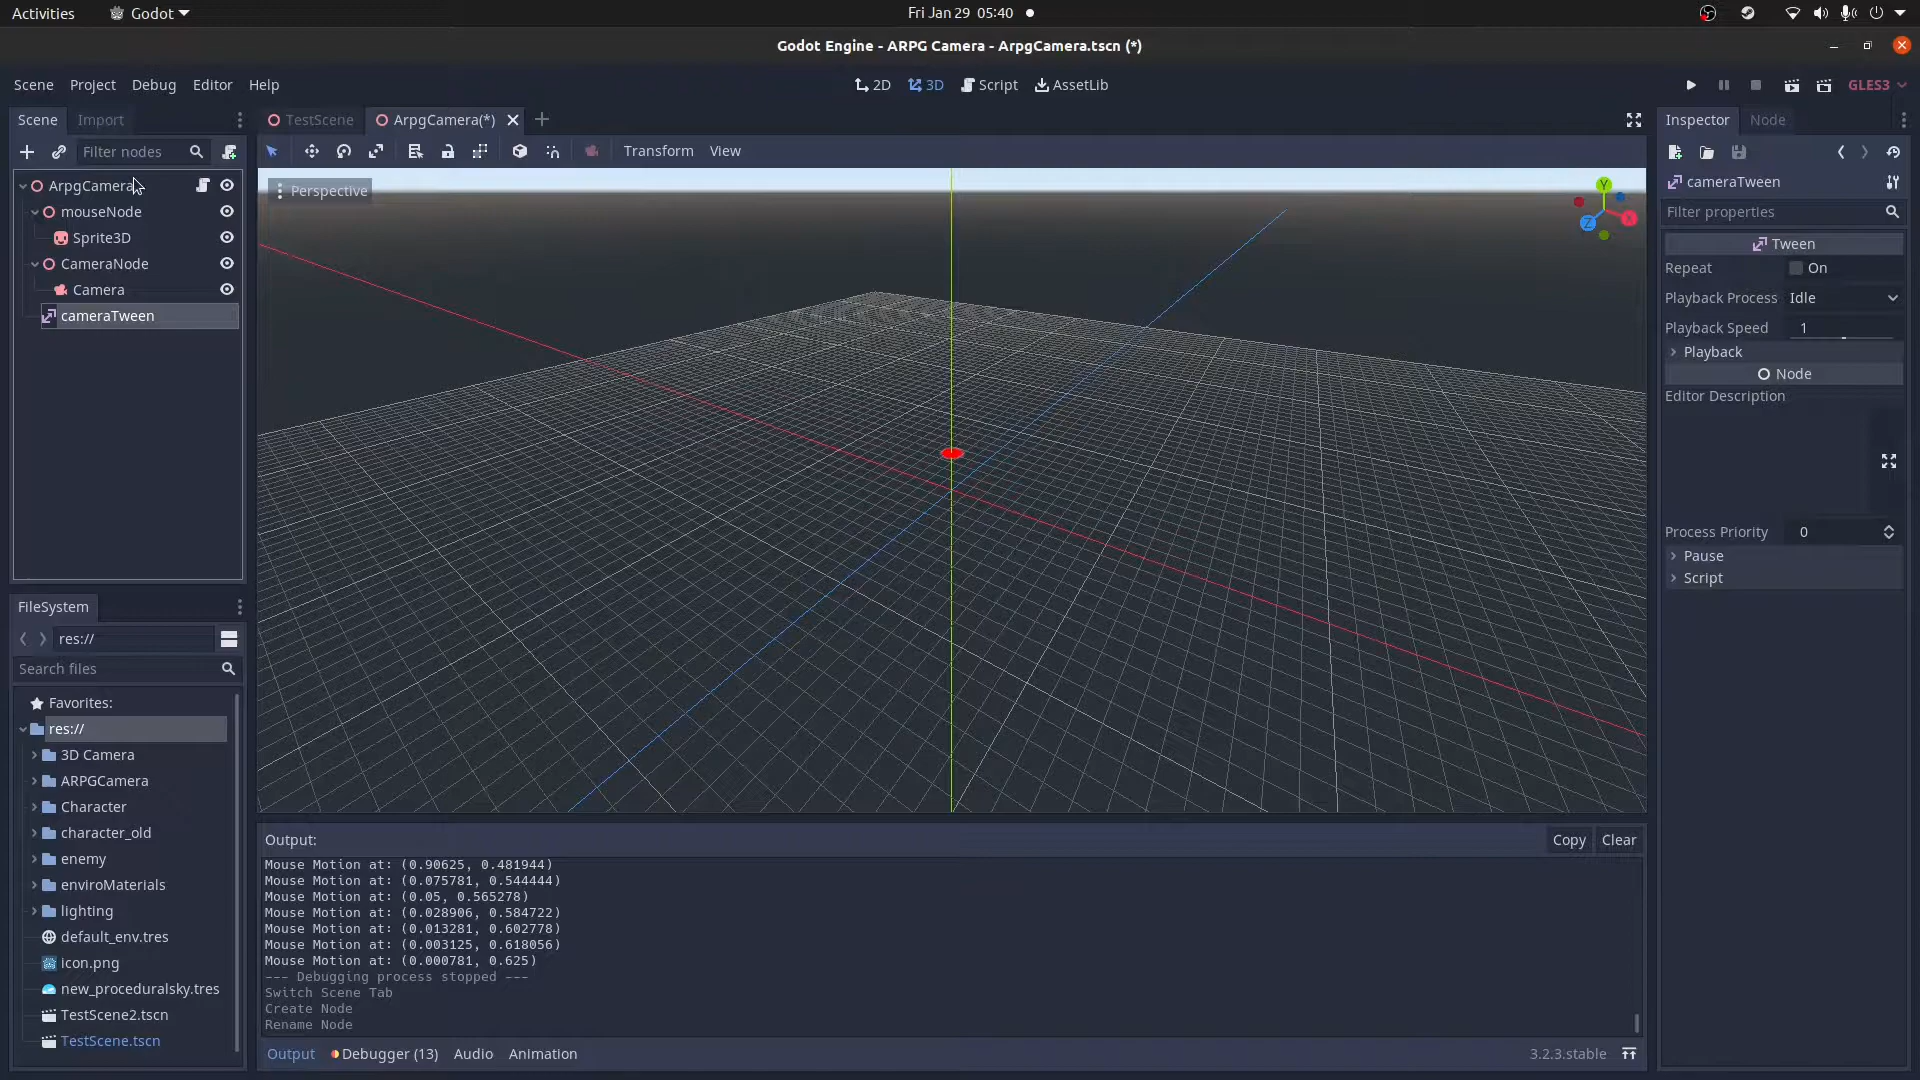 Activities Godot Fri Jan 29 05:40
Godot Engine - ARPG Camera - ArpgCamera.tscn (*)
Scene Project Debug Editor Help 2D 3D Script AssetLib GLES3
Scene Import
TestScene ArpgCamera(*)
Inspector Node
Filter nodes
Transform View
ArpgCamera
mouseNode
Sprite3D
CameraNode
Camera
cameraTween
Perspective
Y
X
Z
cameraTween
Filter properties
Tween
Repeat On
Playback Process Idle
Playback Speed 1
Playback
Node
Editor Description
Process Priority 0
Pause
Script
FileSystem
res://
Search files
Favorites:
res://
3D Camera
ARPGCamera
Character
character_old
enemy
enviroMaterials
lighting
default_env.tres
icon.png
new_proceduralsky.tres
TestScene2.tscn
TestScene.tscn
Output: Copy Clear
Mouse Motion at: (0.90625, 0.481944)
Mouse Motion at: (0.075781, 0.544444)
Mouse Motion at: (0.05, 0.565278)
Mouse Motion at: (0.028906, 0.584722)
Mouse Motion at: (0.013281, 0.602778)
Mouse Motion at: (0.003125, 0.618056)
Mouse Motion at: (0.000781, 0.625)
--- Debugging process stopped ---
Switch Scene Tab
Create Node
Rename Node
Output Debugger (13) Audio Animation 3.2.3.stable